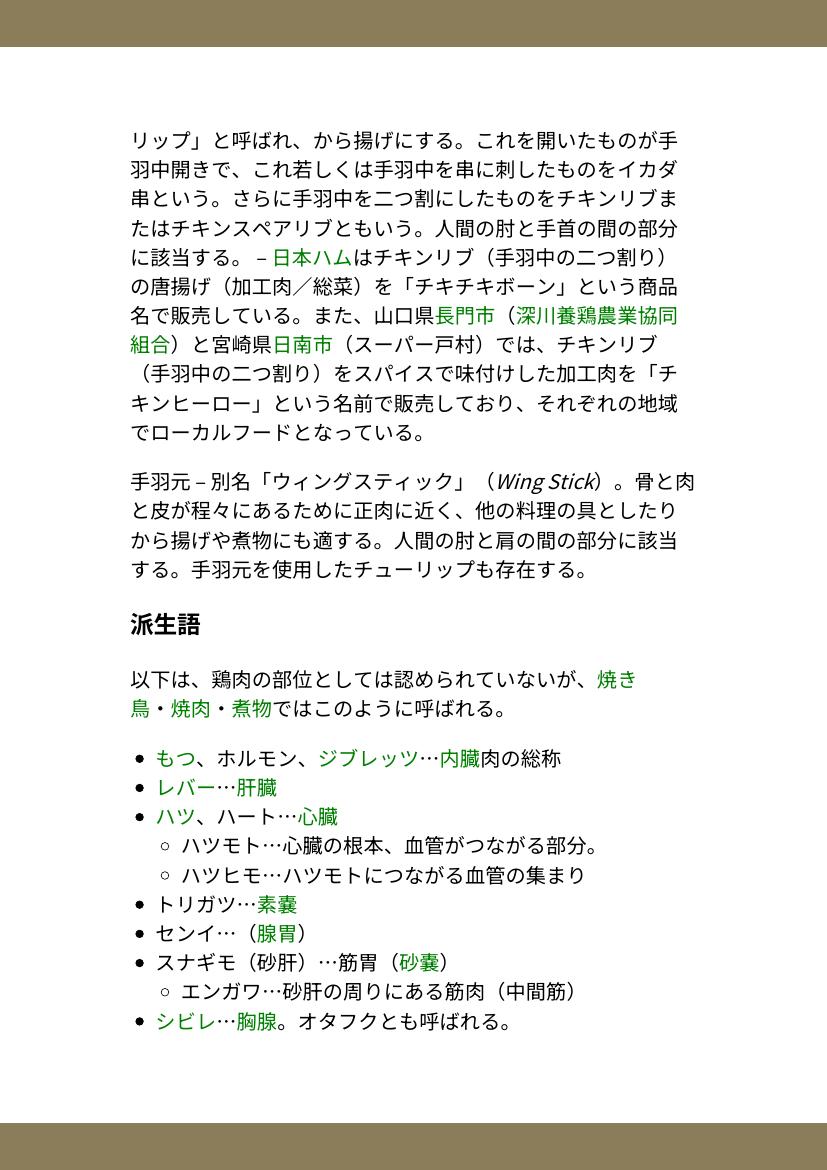 リップ」と呼ばれ、から揚げにする。これを開いたものが手
羽中開きで、これ若しくは手羽中を串に刺したものをイカダ
串という。さらに手羽中を二つ割にしたものをチキンリブま
たはチキンスペアリブともいう。人間の肘と手首の間の部分
に該当する。 – 日本ハムはチキンリブ（手羽中の二つ割り）
の唐揚げ（加工肉／総菜）を「チキチキボーン」という商品
名で販売している。また、山口県長門市（深川養鶏農業協同
組合）と宮崎県日南市（スーパー戸村）では、チキンリブ
（手羽中の二つ割り）をスパイスで味付けした加工肉を「チ
キンヒーロー」という名前で販売しており、それぞれの地域
でローカルフードとなっている。
手羽元 – 別名「ウィングスティック」（Wing Stick）。骨と肉
と皮が程々にあるために正肉に近く、他の料理の具としたり
から揚げや煮物にも適する。人間の肘と肩の間の部分に該当
する。手羽元を使用したチューリップも存在する。
派生語
以下は、鶏肉の部位としては認められていないが、焼き
鳥・焼肉・煮物ではこのように呼ばれる。
• もつ、ホルモン、ジブレッツ…内臓肉の総称
• レバー…肝臓
• ハツ、ハート…心臓
◦ ハツモト…心臓の根本、血管がつながる部分。
◦ ハツヒモ…ハツモトにつながる血管の集まり
• トリガツ…素嚢
• センイ…（腺胃）
• スナギモ（砂肝）…筋胃（砂嚢）
◦ エンガワ…砂肝の周りにある筋肉（中間筋）
• シビレ…胸腺。オタフクとも呼ばれる。